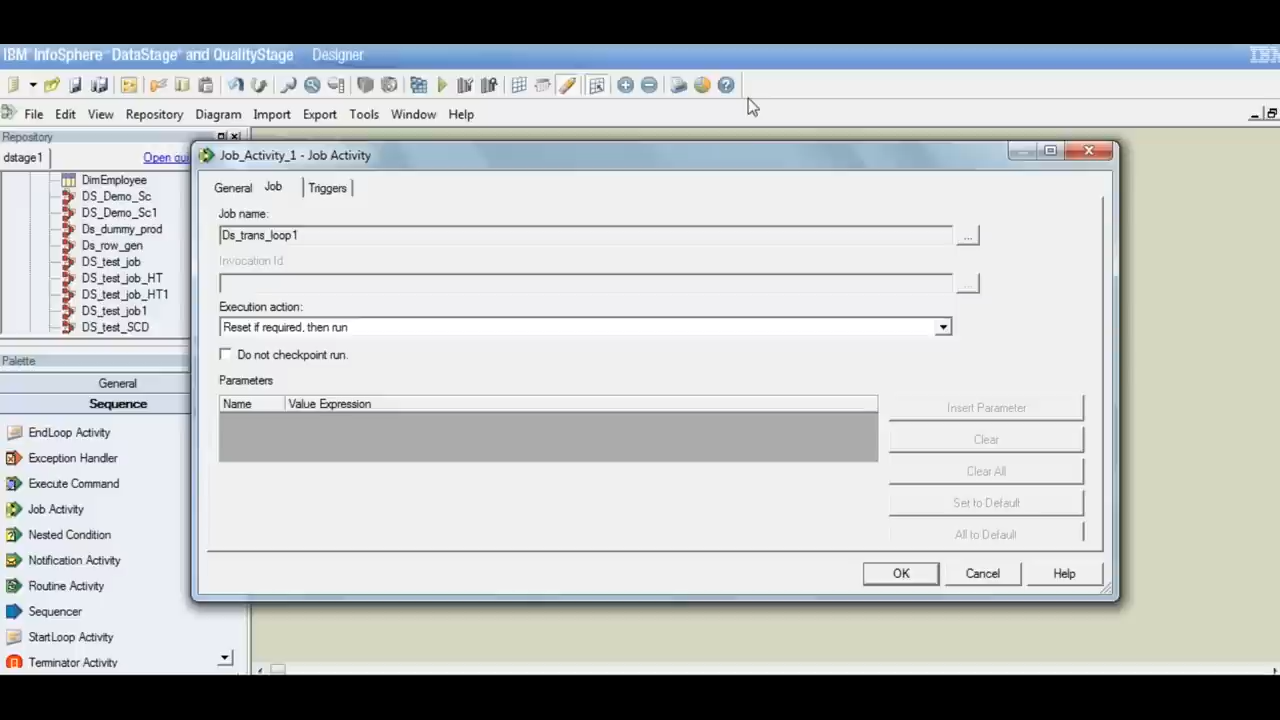 IBM InfoSphere DataStage and QualityStage Designer
IBM
File Edit View Repository Diagram Import Export Tools Window Help
Repository
dstage1 Open qui
DimEmployee
DS_Demo_Sc
DS_Demo_Sc1
Ds_dummy_prod
Ds_row_gen
DS_test_job
DS_test_job_HT
DS_test_job_HT1
DS_test_job1
DS_test_SCD
Palette
General
Sequence
EndLoop Activity
Exception Handler
Execute Command
Job Activity
Nested Condition
Notification Activity
Routine Activity
Sequencer
StartLoop Activity
Terminator Activity
Job_Activity_1 - Job Activity
General Job Triggers
Job name:
Ds_trans_loop1
...
Invocation Id
...
Execution action:
Reset if required, then run
Do not checkpoint run.
Parameters
Name Value Expression
Insert Parameter
Clear
Clear All
Set to Default
All to Default
OK Cancel Help